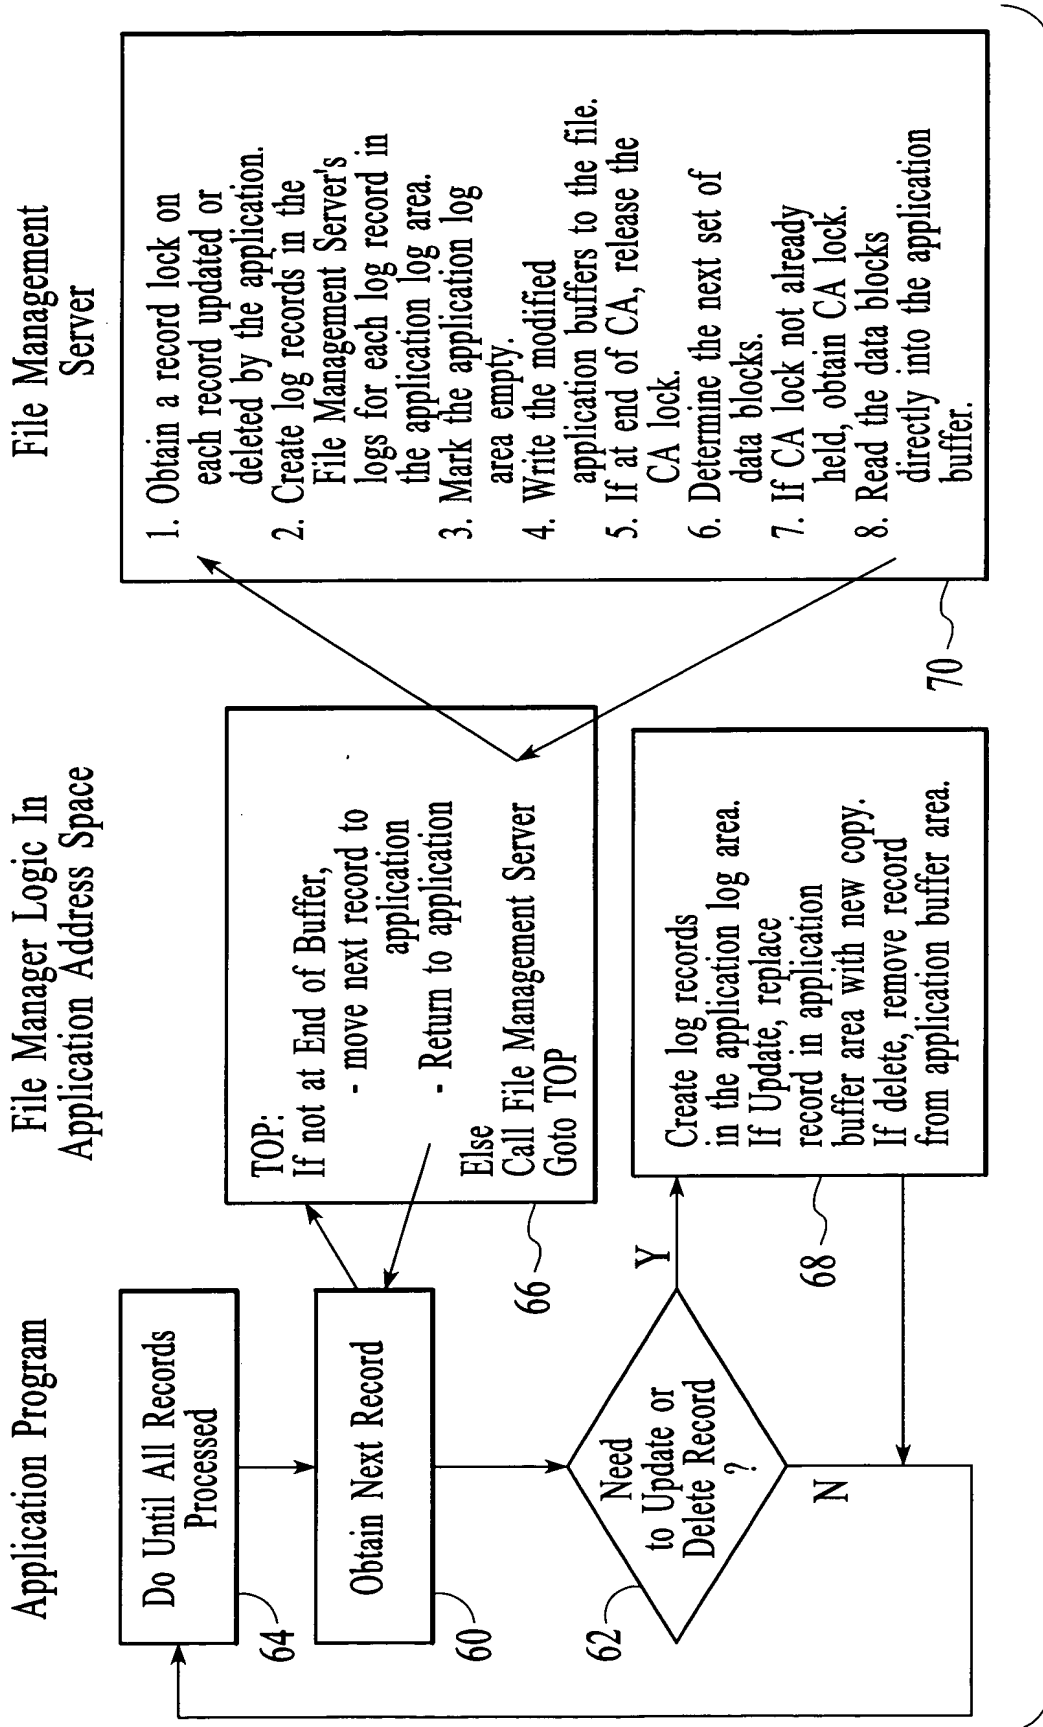 Application Program
File Manager Logic In
Application Address Space
File Management
Server
Do Until All Records
Processed
64
Obtain Next Record
60
Need
to Update or
Delete Record
?
62
Y
N
TOP:
If not at End of Buffer,
- move next record to
application
- Return to application
Else
Call File Management Server
Goto TOP
66
Create log records
in the application log area.
If Update, replace
record in application
buffer area with new copy.
If delete, remove record
from application buffer area.
68
1. Obtain a record lock on
each record updated or
deleted by the application.
2. Create log records in the
File Management Server's
logs for each log record in
the application log area.
3. Mark the application log
area empty.
4. Write the modified
application buffers to the file.
5. If at end of CA, release the
CA lock.
6. Determine the next set of
data blocks.
7. If CA lock not already
held, obtain CA lock.
8. Read the data blocks
directly into the application
buffer.
70